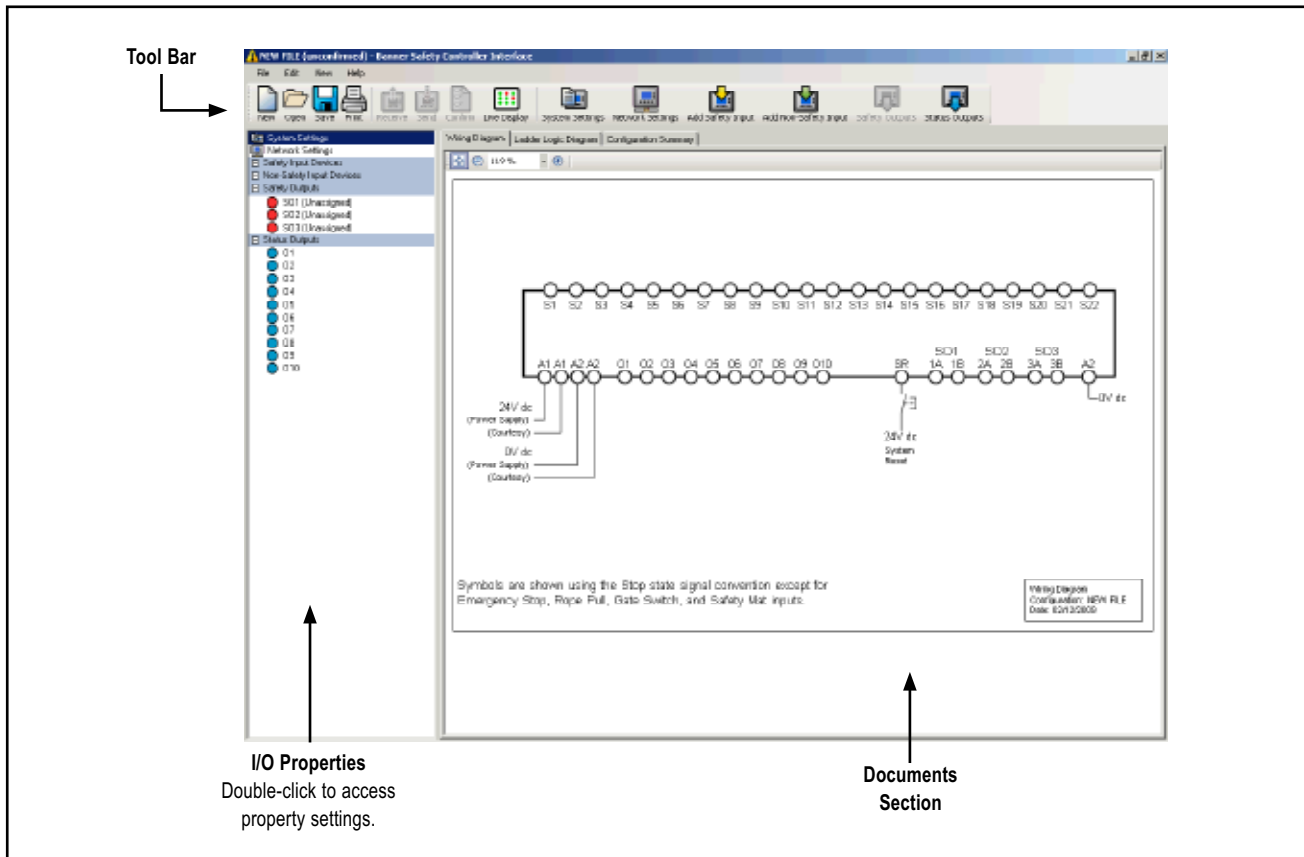 Tool Bar
NEW FILE (unconfirmed) - Banner Safety Controller Interface
File Edit View Help
New Open Save Print Receive Send Confirm Live Display System Settings Network Settings Add Safety Input Add Non-Safety Input Safety Outputs Status Outputs
System Settings
Network Settings
Safety Input Devices
Non-Safety Input Devices
Safety Outputs
SO1 (Unassigned)
SO2 (Unassigned)
SO3 (Unassigned)
Status Outputs
O1
O2
O3
O4
O5
O6
O7
O8
O9
O10
Wiring Diagram Ladder Logic Diagram Configuration Summary
119 %
S1 S2 S3 S4 S5 S6 S7 S8 S9 S10 S11 S12 S13 S14 S15 S16 S17 S18 S19 S20 S21 S22
SO1 SO2 SO3
A1 A1 A2 A2 O1 O2 O3 O4 O5 O6 O7 O8 O9 O10 SR 1A 1B 2A 2B 3A 3B A2
24V dc
(Power Supply)
(Courtesy)
0V dc
(Power Supply)
(Courtesy)
24V dc
System
Reset
0V dc
Symbols are shown using the Stop state signal convention except for
Emergency Stop, Rope Pull, Gate Switch, and Safety Mat inputs.
Wiring Diagram
Configuration: NEW FILE
Date: 02/12/2009
I/O Properties
Double-click to access
property settings.
Documents
Section